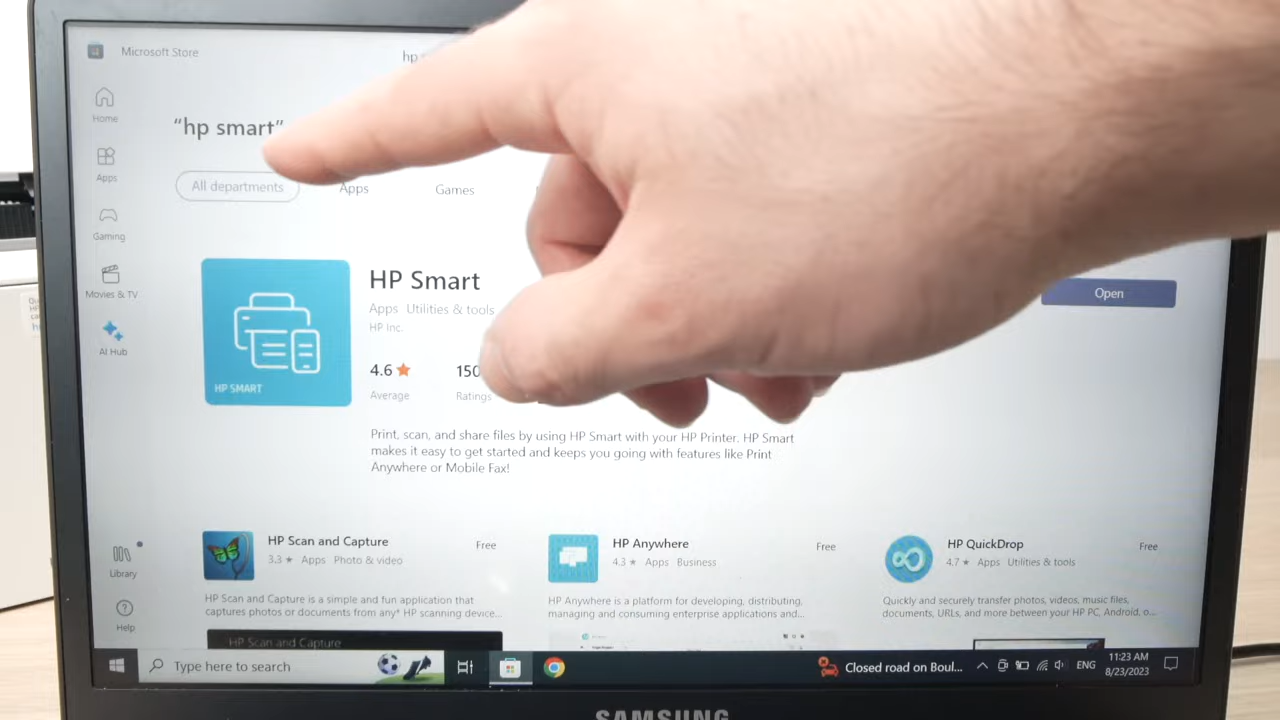 Microsoft Store
hp
Home
"hp smart"
Apps
All departments
Apps
Games
Gaming
HP Smart
Movies & TV
Apps Utilities & tools
HP Inc.
Open
AI Hub
4.6
Average
Ratings
HP SMART
Print, scan, and share files by using HP Smart with your HP Printer. HP Smart
makes it easy to get started and keeps you going with features like Print
Anywhere or Mobile Fax!
HP Scan and Capture
Free
3.3 ★ Apps Photo & video
HP Scan and Capture is a simple and fun application that
captures photos or documents from any* HP scanning device...
HP Scan and Capture
HP Anywhere
Free
4.3 ★ Apps Business
HP Anywhere is a platform for developing, distributing,
managing and consuming enterprise applications and...
HP QuickDrop
Free
4.7 ★ Apps Utilities & tools
Quickly and securely transfer photos, videos, music files,
documents, URLs, and more between your HP PC, Android, o...
Library
Help
Type here to search
Closed road on Boul...
ENG
11:23 AM
8/23/2023
SAMSUNG